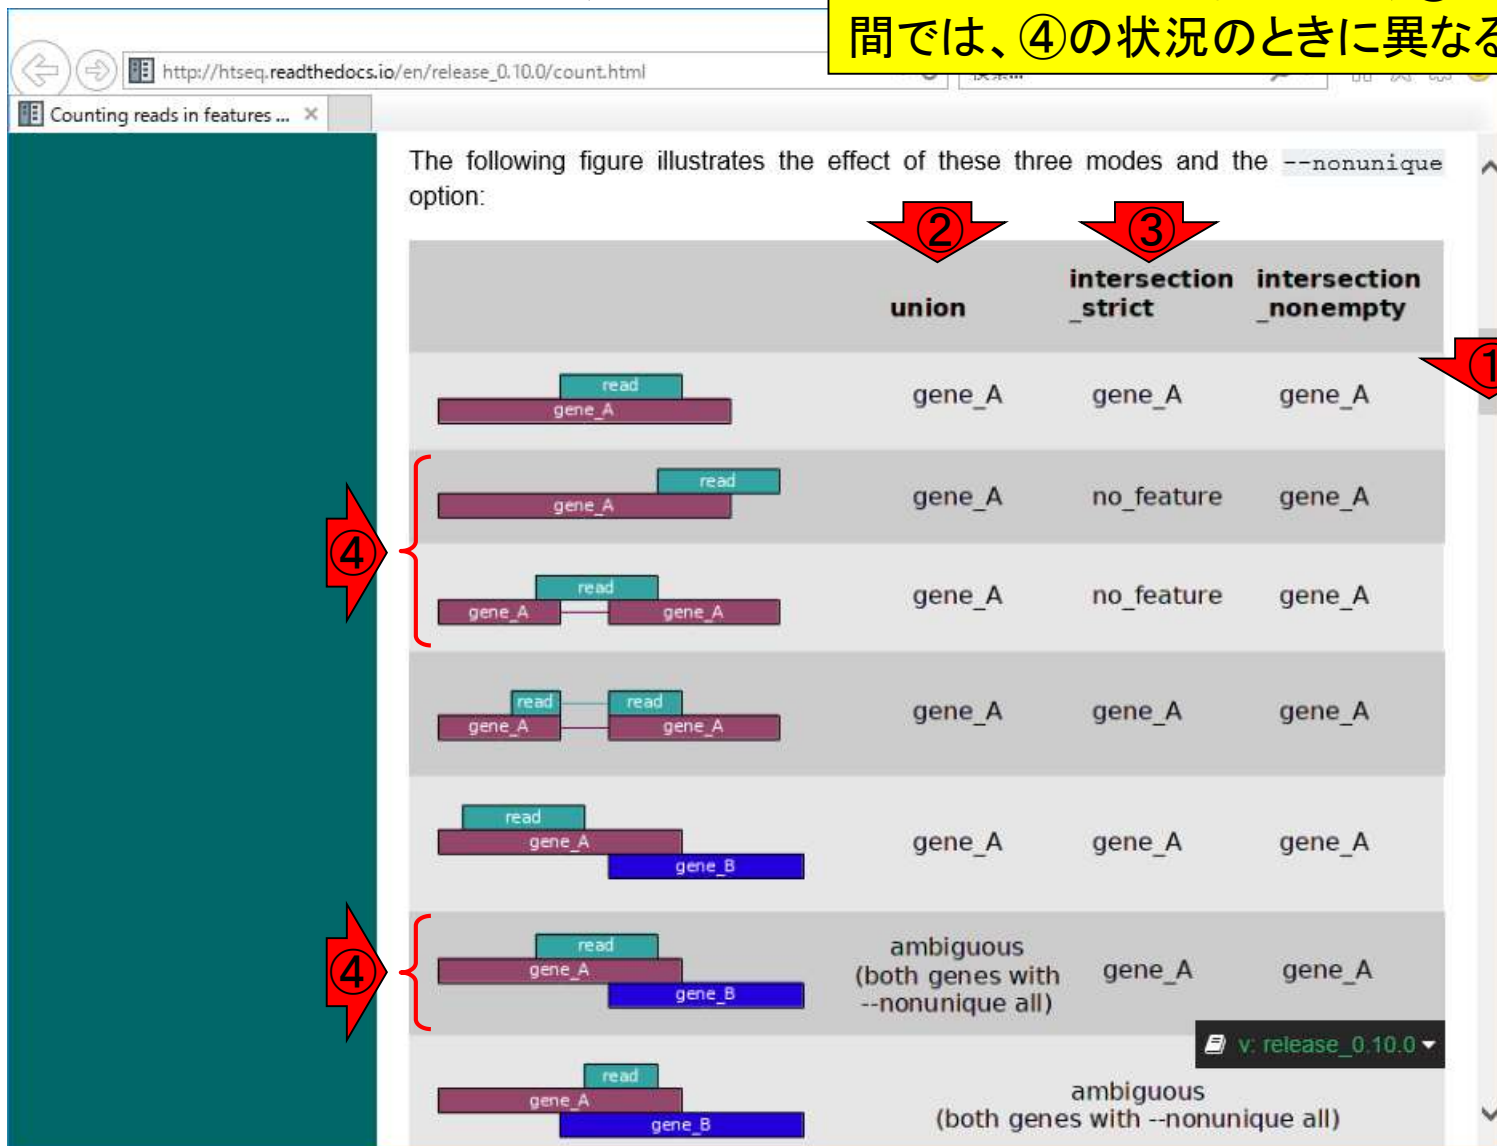 間では、④の状況のときに異なる
http://htseq.readthedocs.io/en/release_0.10.0/count.html
Counting reads in features ...
The following figure illustrates the effect of these three modes and the --nonunique
option:
② ③
union intersection_strict intersection_nonempty
①
read
gene_A
gene_A gene_A gene_A
④
read
gene_A
gene_A no_feature gene_A
read
gene_A gene_A
gene_A no_feature gene_A
read read
gene_A gene_A
gene_A gene_A gene_A
read
gene_A
gene_B
gene_A gene_A gene_A
④
read
gene_A
gene_B
ambiguous
(both genes with
--nonunique all)
gene_A gene_A
v: release_0.10.0
read
gene_A
gene_B
ambiguous
(both genes with --nonunique all)